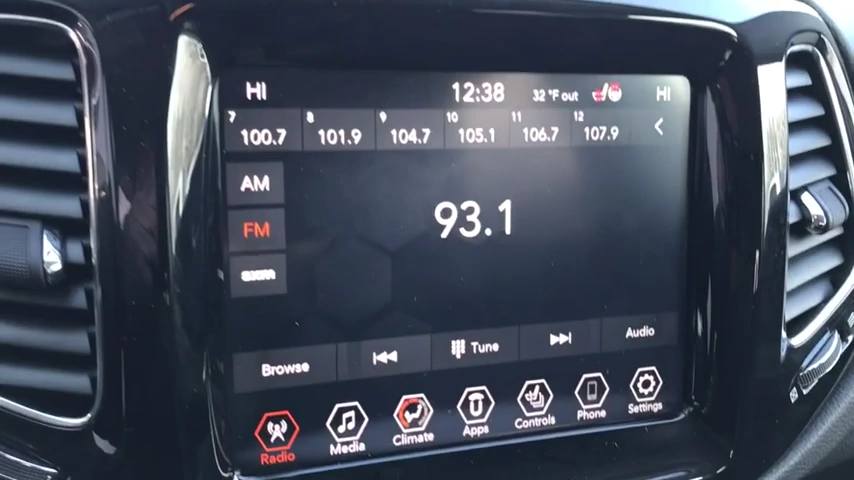 HI 12:38 32 °F out HI
7 8 9 10 11 12
100.7 101.9 104.7 105.1 106.7 107.9
AM
93.1
FM
sxm
Browse Tune Audio
Radio Media Climate Apps Controls Phone Settings